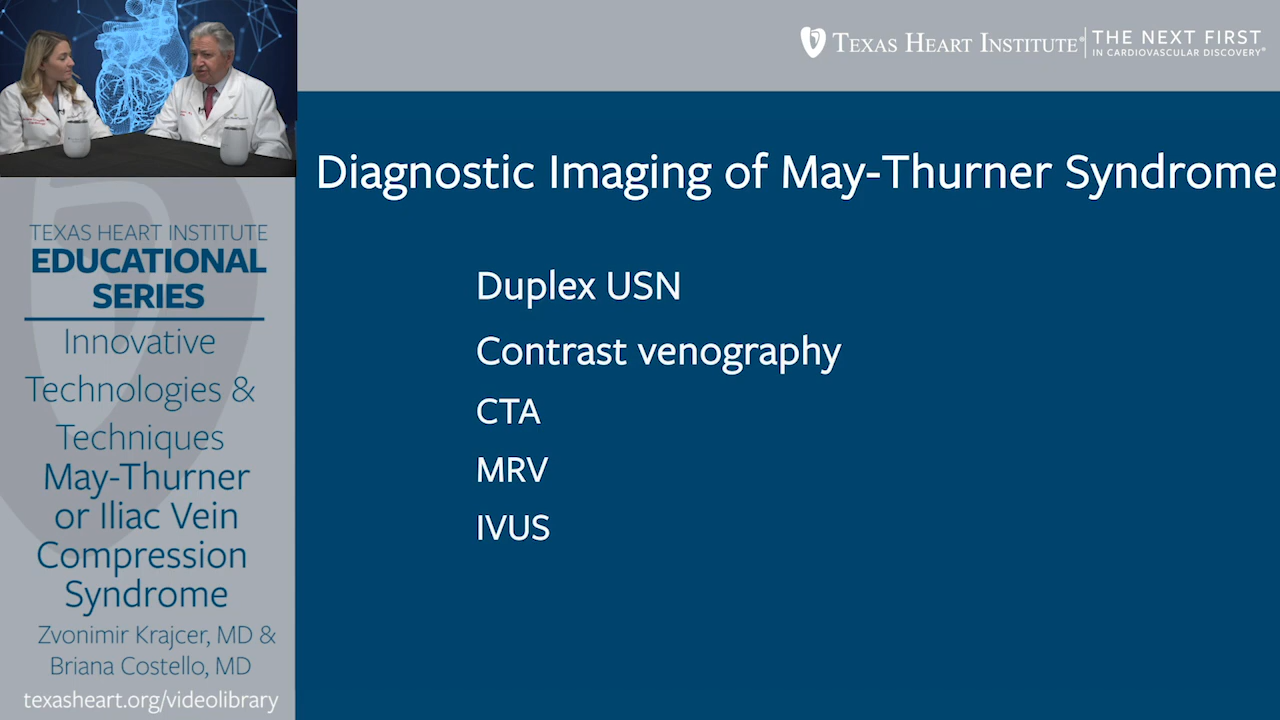 TEXAS HEART INSTITUTE® THE NEXT FIRST
IN CARDIOVASCULAR DISCOVERY®
Diagnostic Imaging of May-Thurner Syndrome
Duplex USN
Contrast venography
CTA
MRV
IVUS
TEXAS HEART INSTITUTE
EDUCATIONAL
SERIES
Innovative
Technologies &
Techniques
May-Thurner
or Iliac Vein
Compression
Syndrome
Zvonimir Krajcer, MD &
Briana Costello, MD
texasheart.org/videolibrary